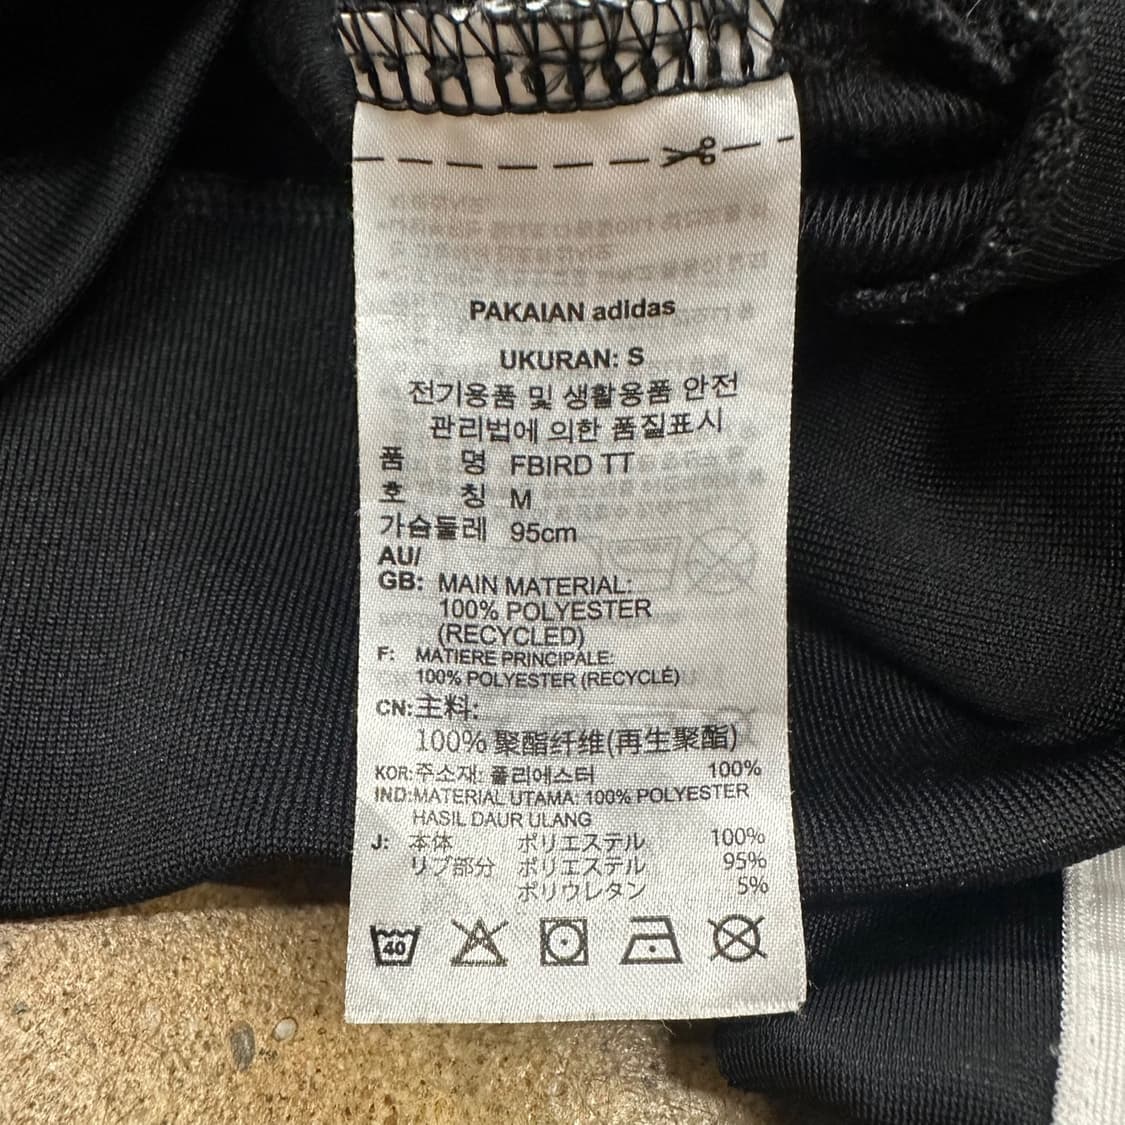 PAKAIAN adidas
UKURAN: S
전기용품 및 생활용품 안전
관리법에 의한 품질표시
품 명 FBIRD TT
호 칭 M
가슴둘레 95cm
AU/
GB: MAIN MATERIAL:
100% POLYESTER
(RECYCLED)
F: MATIERE PRINCIPALE:
100% POLYESTER (RECYCLÉ)
CN:主料:
100% 聚酯纤维(再生聚酯)
KOR:주소재: 폴리에스터 100%
IND:MATERIAL UTAMA: 100% POLYESTER
HASIL DAUR ULANG
J: 本体 ポリエステル 100%
リブ部分 ポリエステル 95%
ポリウレタン 5%
40